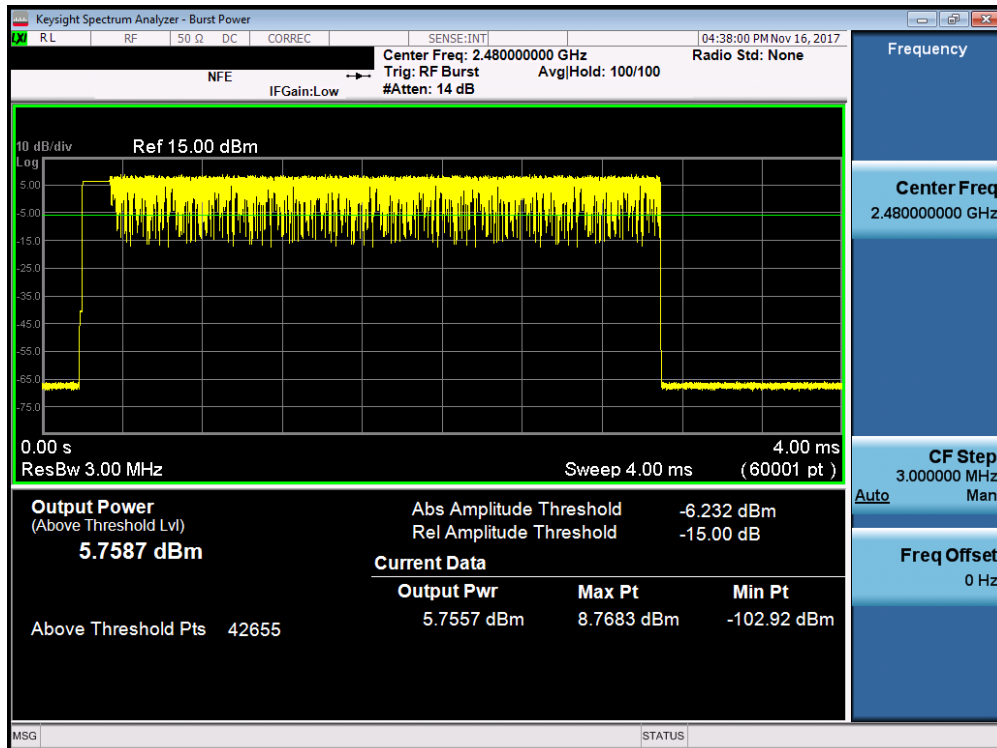 Keysight Spectrum Analyzer - Burst Power
LXI RL RF 50 Ω DC CORREC SENSE:INT 04:38:00 PM Nov 16, 2017
Center Freq: 2.480000000 GHz Radio Std: None
NFE Trig: RF Burst Avg|Hold: 100/100
IFGain:Low #Atten: 14 dB
10 dB/div Ref 15.00 dBm
Log
5.00
-5.00
-15.0
-25.0
-35.0
-45.0
-55.0
-65.0
-75.0
0.00 s 4.00 ms
ResBw 3.00 MHz Sweep 4.00 ms (60001 pt)
Output Power
(Above Threshold Lvl)
5.7587 dBm
Above Threshold Pts 42655
Abs Amplitude Threshold -6.232 dBm
Rel Amplitude Threshold -15.00 dB
Current Data
Output Pwr Max Pt Min Pt
5.7557 dBm 8.7683 dBm -102.92 dBm
Frequency
Center Freq
2.480000000 GHz
CF Step
3.000000 MHz
Auto Man
Freq Offset
0 Hz
MSG STATUS